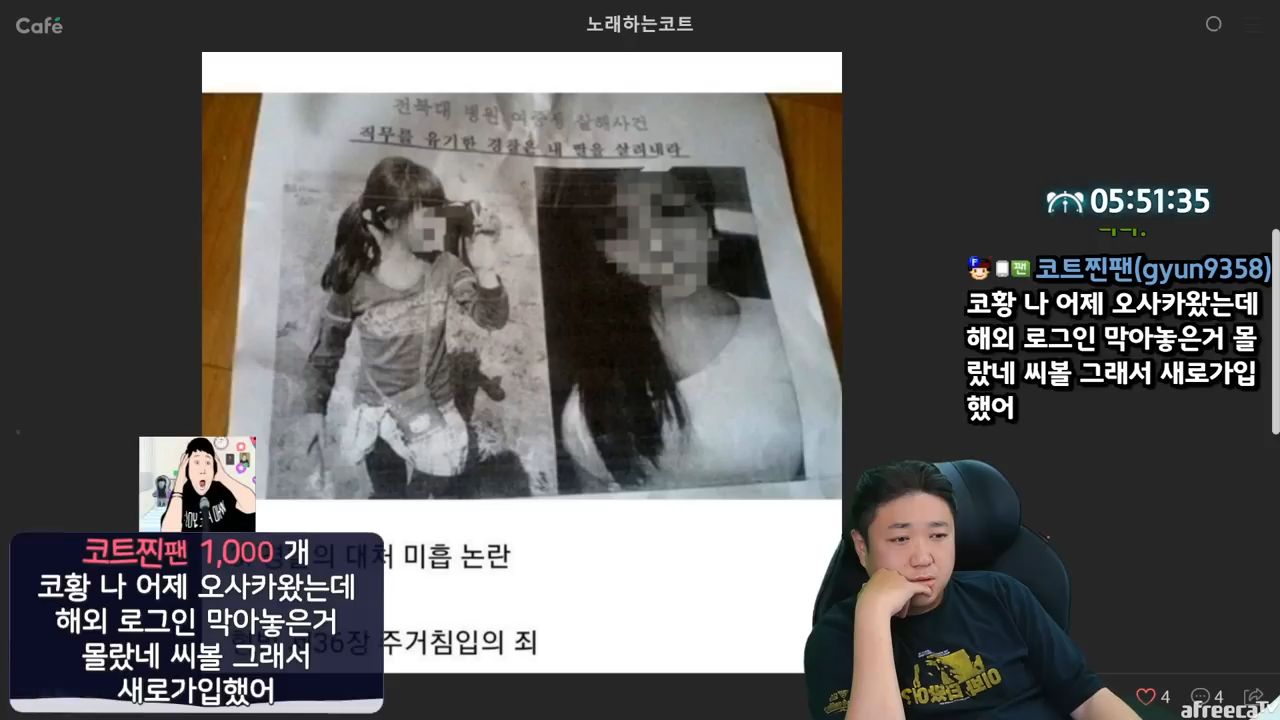 Café
노래하는코트
전북대 병원 여중생 살해사건
직무를 유기한 경찰은 내 딸을 살려내라
05:51:35
코트찐팬(gyun9358)
코황 나 어제 오사카왔는데
해외 로그인 막아놓은거 몰
랐네 씨볼 그래서 새로가입
했어
코트찐팬 1,000 개
코황 나 어제 오사카왔는데
해외 로그인 막아놓은거
몰랐네 씨볼 그래서
새로가입했어
대처 미흡 논란
36장 주거침입의 죄
4
4
afreecaTV